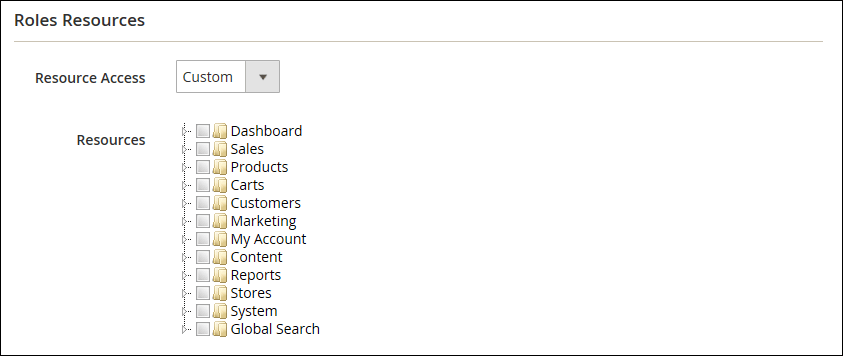 Roles Resources
Resource Access Custom
Resources
Dashboard
Sales
Products
Carts
Customers
Marketing
My Account
Content
Reports
Stores
System
Global Search